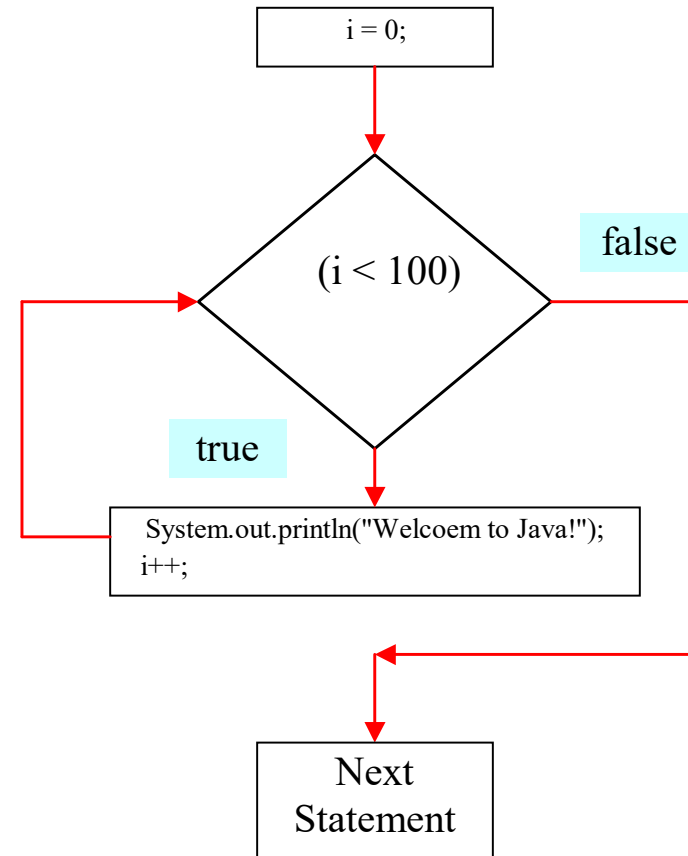 i = 0;
(i < 100)
false
true
System.out.println("Welcoem to Java!");
i++;
Next
Statement